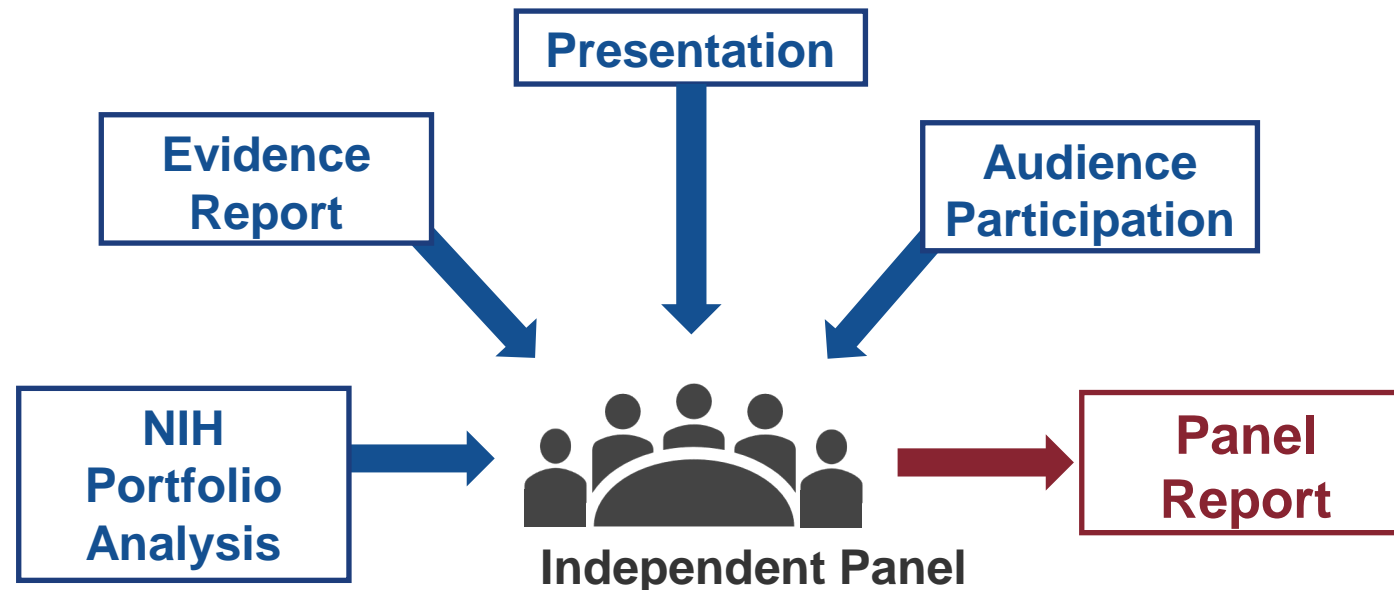 Presentation
Evidence
Report
Audience
Participation
NIH
Portfolio
Analysis
Panel
Report
Independent Panel